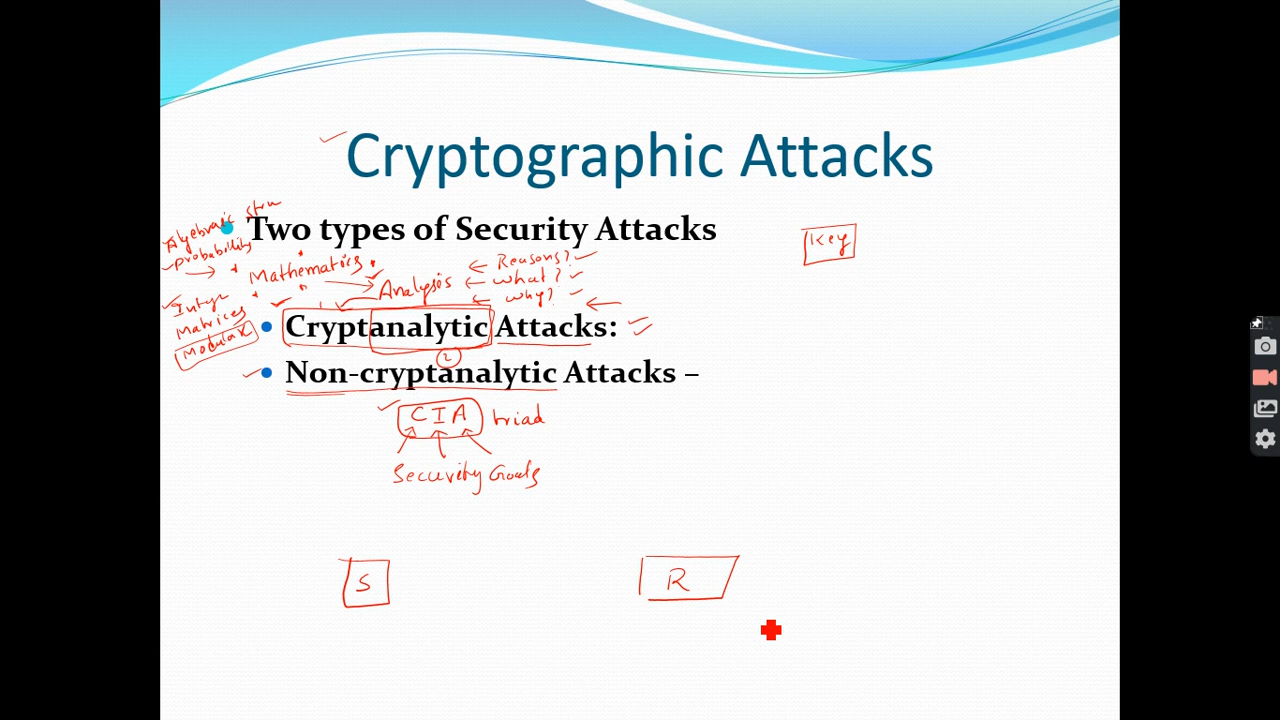 Cryptographic Attacks
Two types of Security Attacks
Key
Algebraic
probability
Mathematics
Analysis
Reasons?
What?
Why?
Matrices
Modular
Cryptanalytic Attacks:
2
Non-cryptanalytic Attacks –
CIA triad
Security Goals
S
R